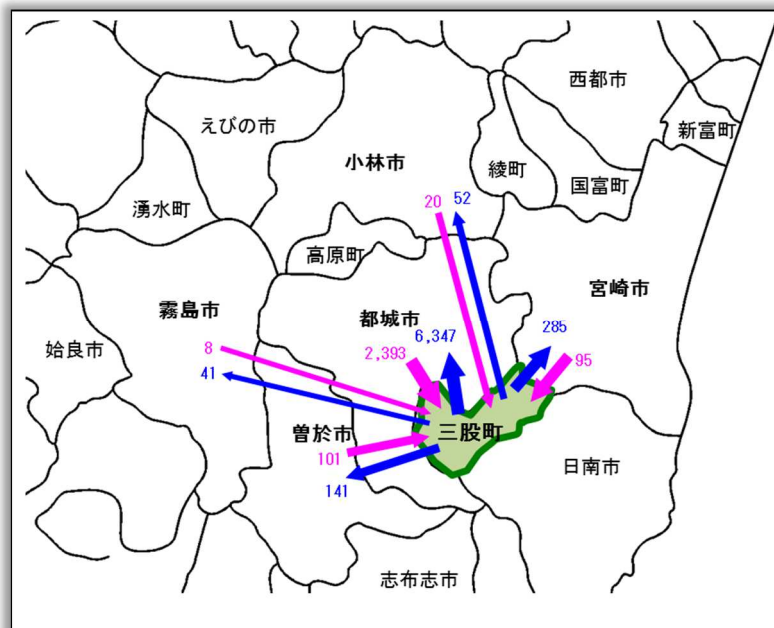 西都市
えびの市
新富町
小林市
綾町
国富町
湧水町
20
52
高原町
宮崎市
霧島市
都城市
285
6,347
姶良市
8
2,393
95
41
曽於市
三股町
101
日南市
141
志布志市